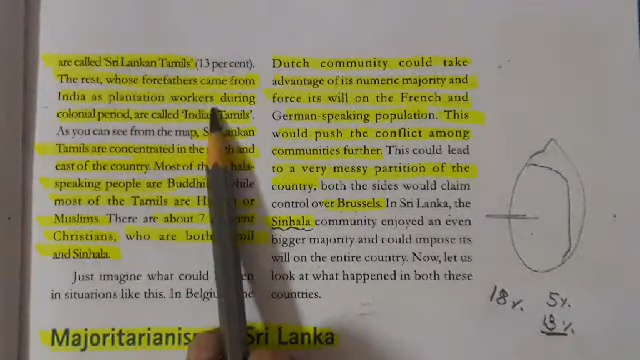 are called 'Sri Lankan Tamils' (13 per cent).
The rest, whose forefathers came from
India as plantation workers during
colonial period, are called 'Indian Tamils'.
As you can see from the map, Sri Lankan
Tamils are concentrated in the and
east of the country. Most of the
speaking people are Buddhist
most of the Tamils are or
Muslims. There are about 7
Christians, who are both
and Sinhala.
Just imagine what could
in situations like this. In the
Majoritarianism Sri Lanka
Dutch community could take
advantage of its numeric majority and
force its will on the French and
German-speaking population. This
would push the conflict among
communities further. This could lead
to a very messy partition of the
country; both the sides would claim
control over Brussels. In Sri Lanka, the
Sinhala community enjoyed an even
bigger majority and could impose its
will on the entire country. Now, let us
look at what happened in both these
countries.
18%. 5%.
13%.